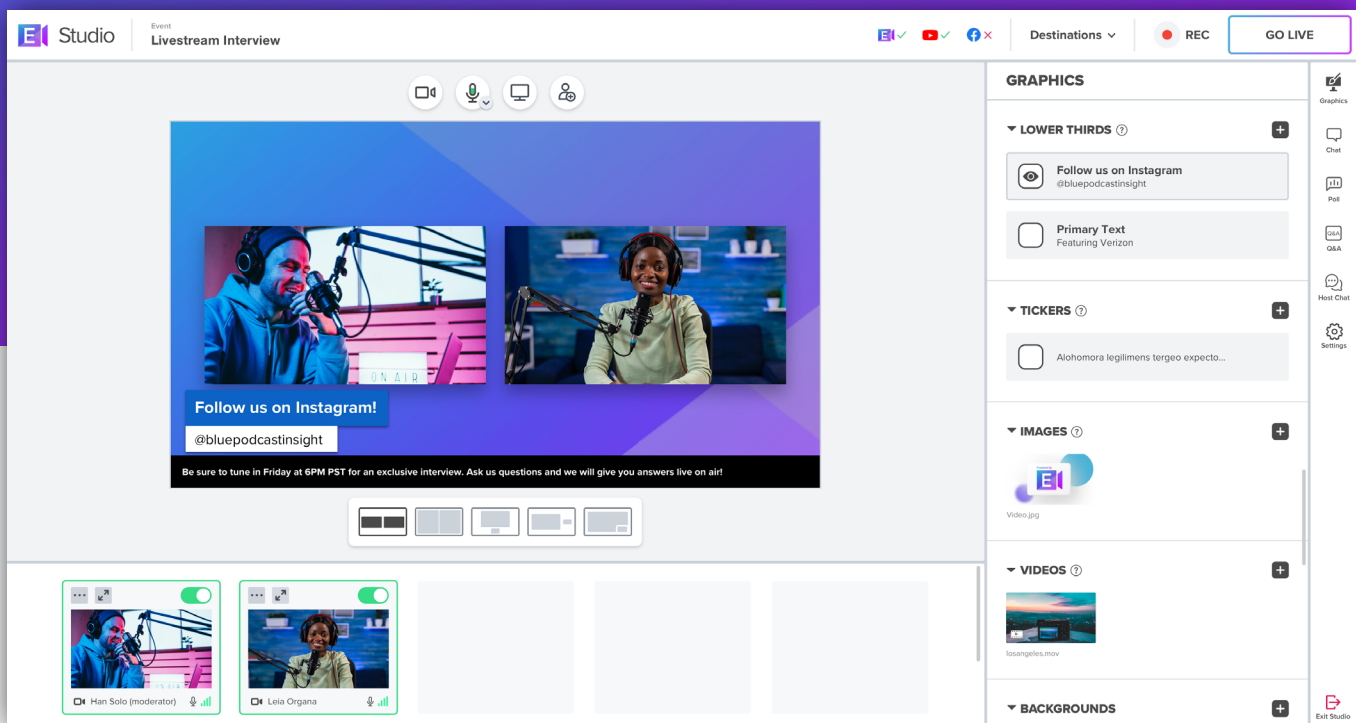 E Studio
Event
Livestream Interview
E
Destinations
REC
GO LIVE
ON AIR
Follow us on Instagram!
@bluepodcastinsight
Be sure to tune in Friday at 6PM PST for an exclusive interview. Ask us questions and we will give you answers live on air!
Han Solo (moderator)
Leia Organa
GRAPHICS
LOWER THIRDS ?
Follow us on Instagram
@bluepodcastinsight
Primary Text
Featuring Verizon
TICKERS ?
Alohomora legilimens tergeo expecto...
IMAGES ?
E
Video.jpg
VIDEOS ?
losangeles.mov
BACKGROUNDS
Graphics
Chat
Poll
Q&A
Q&A
Host Chat
Settings
Exit Studio